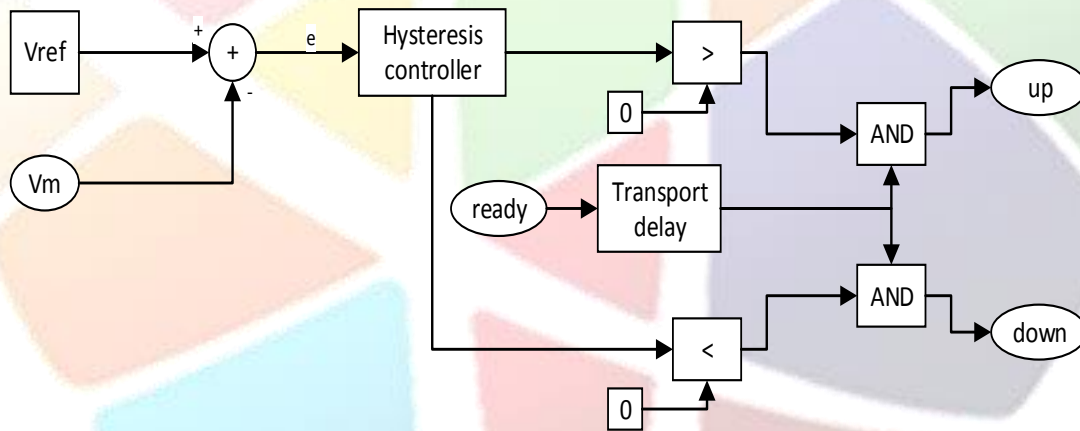 Vref
+
+
-
e
Hysteresis
controller
>
0
AND
up
Vm
ready
Transport
delay
AND
<
0
down